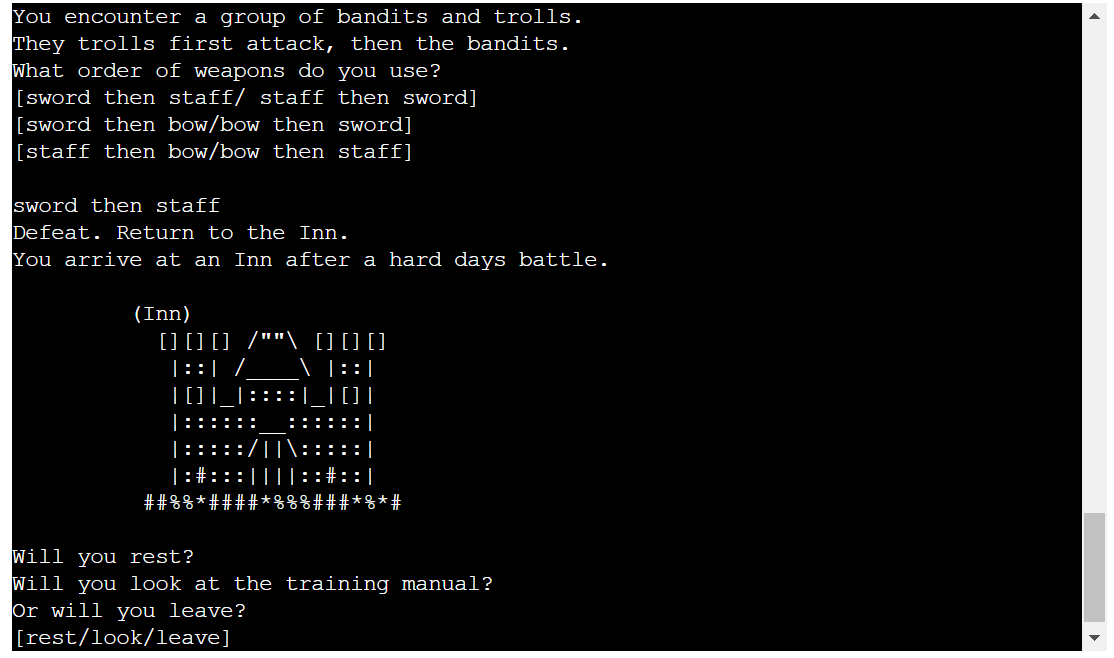 You encounter a group of bandits and trolls.
They trolls first attack, then the bandits.
What order of weapons do you use?
[sword then staff/ staff then sword]
[sword then bow/bow then sword]
[staff then bow/bow then staff]
sword then staff
Defeat. Return to the Inn.
You arrive at an Inn after a hard days battle.
(Inn)
[][][] /""\ [][][]
|::| /____\ |::|
|[]|_|::::|_|[]|
|::::::__::::::|
|:::::/||\:::::|
|:#:::||||::#::|
##%%*####*%%%###*%*#
Will you rest?
Will you look at the training manual?
Or will you leave?
[rest/look/leave]